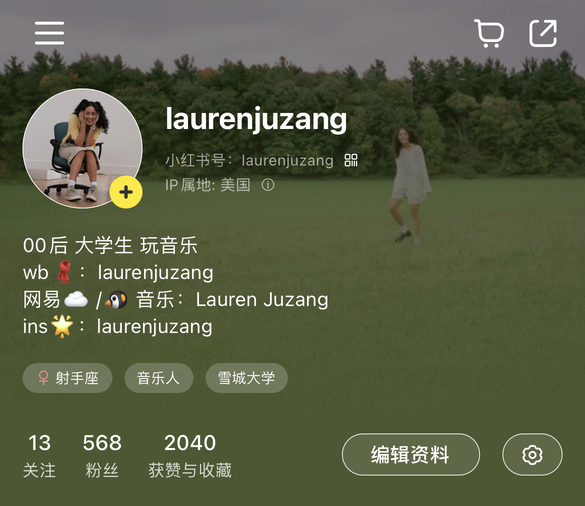 laurenjuzang
小红书号：laurenjuzang
IP属地: 美国
00后 大学生 玩音乐
wb🧣：laurenjuzang
网易☁️ /🐧 音乐：Lauren Juzang
ins🌟：laurenjuzang
♀ 射手座 音乐人 雪城大学
13 568 2040
关注 粉丝 获赞与收藏
编辑资料